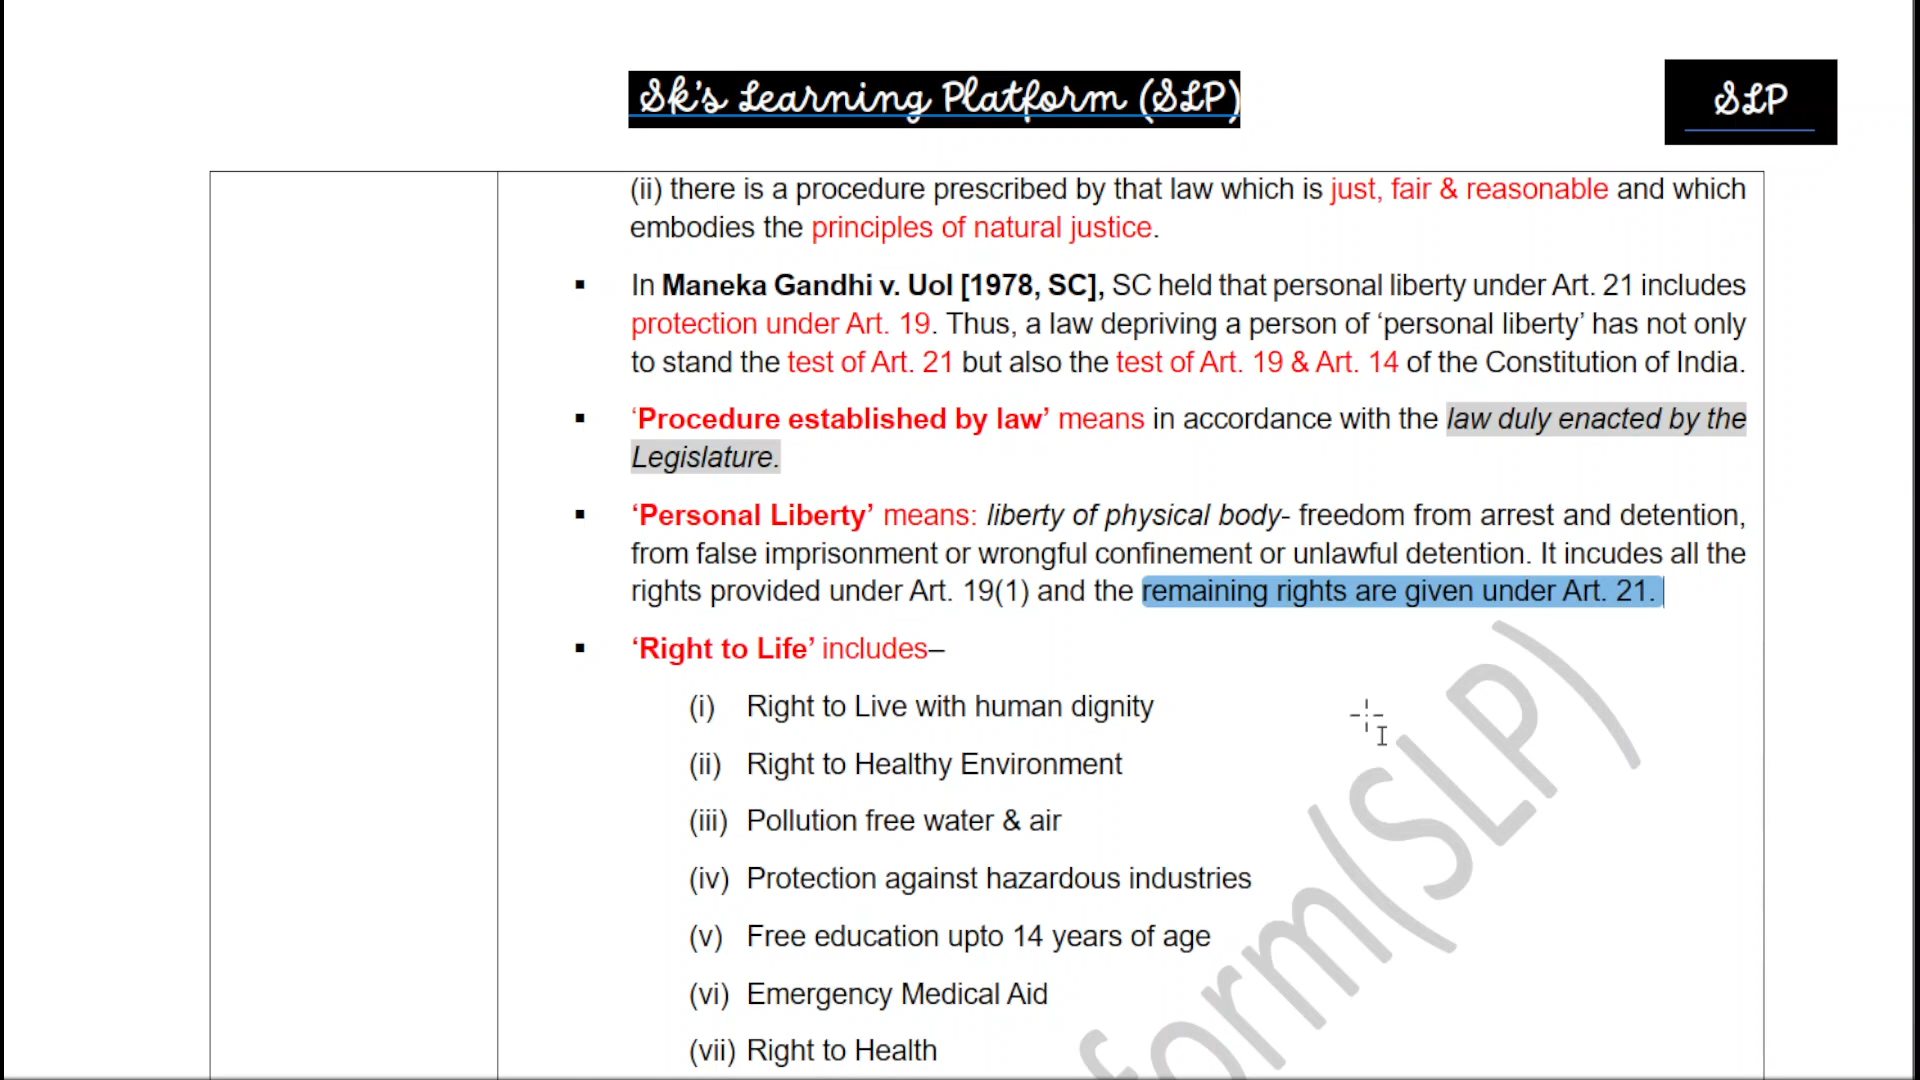 Sk's Learning Platform (SLP)
SLP
(ii) there is a procedure prescribed by that law which is just, fair & reasonable and which
embodies the principles of natural justice.
▪ In Maneka Gandhi v. UoI [1978, SC], SC held that personal liberty under Art. 21 includes
protection under Art. 19. Thus, a law depriving a person of ‘personal liberty’ has not only
to stand the test of Art. 21 but also the test of Art. 19 & Art. 14 of the Constitution of India.
▪ ‘Procedure established by law’ means in accordance with the law duly enacted by the
Legislature.
▪ ‘Personal Liberty’ means: liberty of physical body- freedom from arrest and detention,
from false imprisonment or wrongful confinement or unlawful detention. It incudes all the
rights provided under Art. 19(1) and the remaining rights are given under Art. 21.
▪ ‘Right to Life’ includes–
(i) Right to Live with human dignity
(ii) Right to Healthy Environment
(iii) Pollution free water & air
(iv) Protection against hazardous industries
(v) Free education upto 14 years of age
(vi) Emergency Medical Aid
(vii) Right to Health
form(SLP)